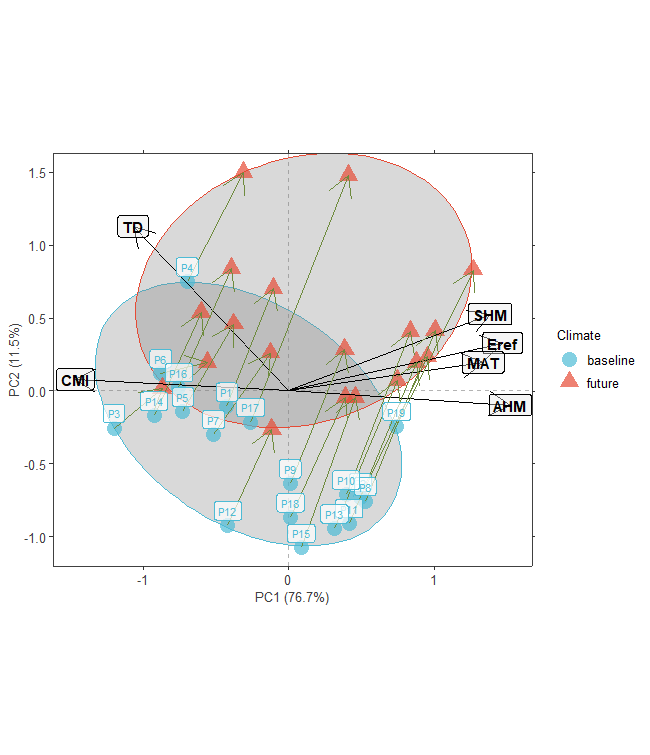 1.5
1.0
0.5
0.0
-0.5
-1.0
PC2 (11.5%)
TD
P4
SHM
Eref
MAT
AHM
CMI
P6
P16
P3
P14
P5
P1
P7
P17
P19
P9
P10
P8
P18
P13
11
P12
P15
-1
0
1
PC1 (76.7%)
Climate
baseline
future